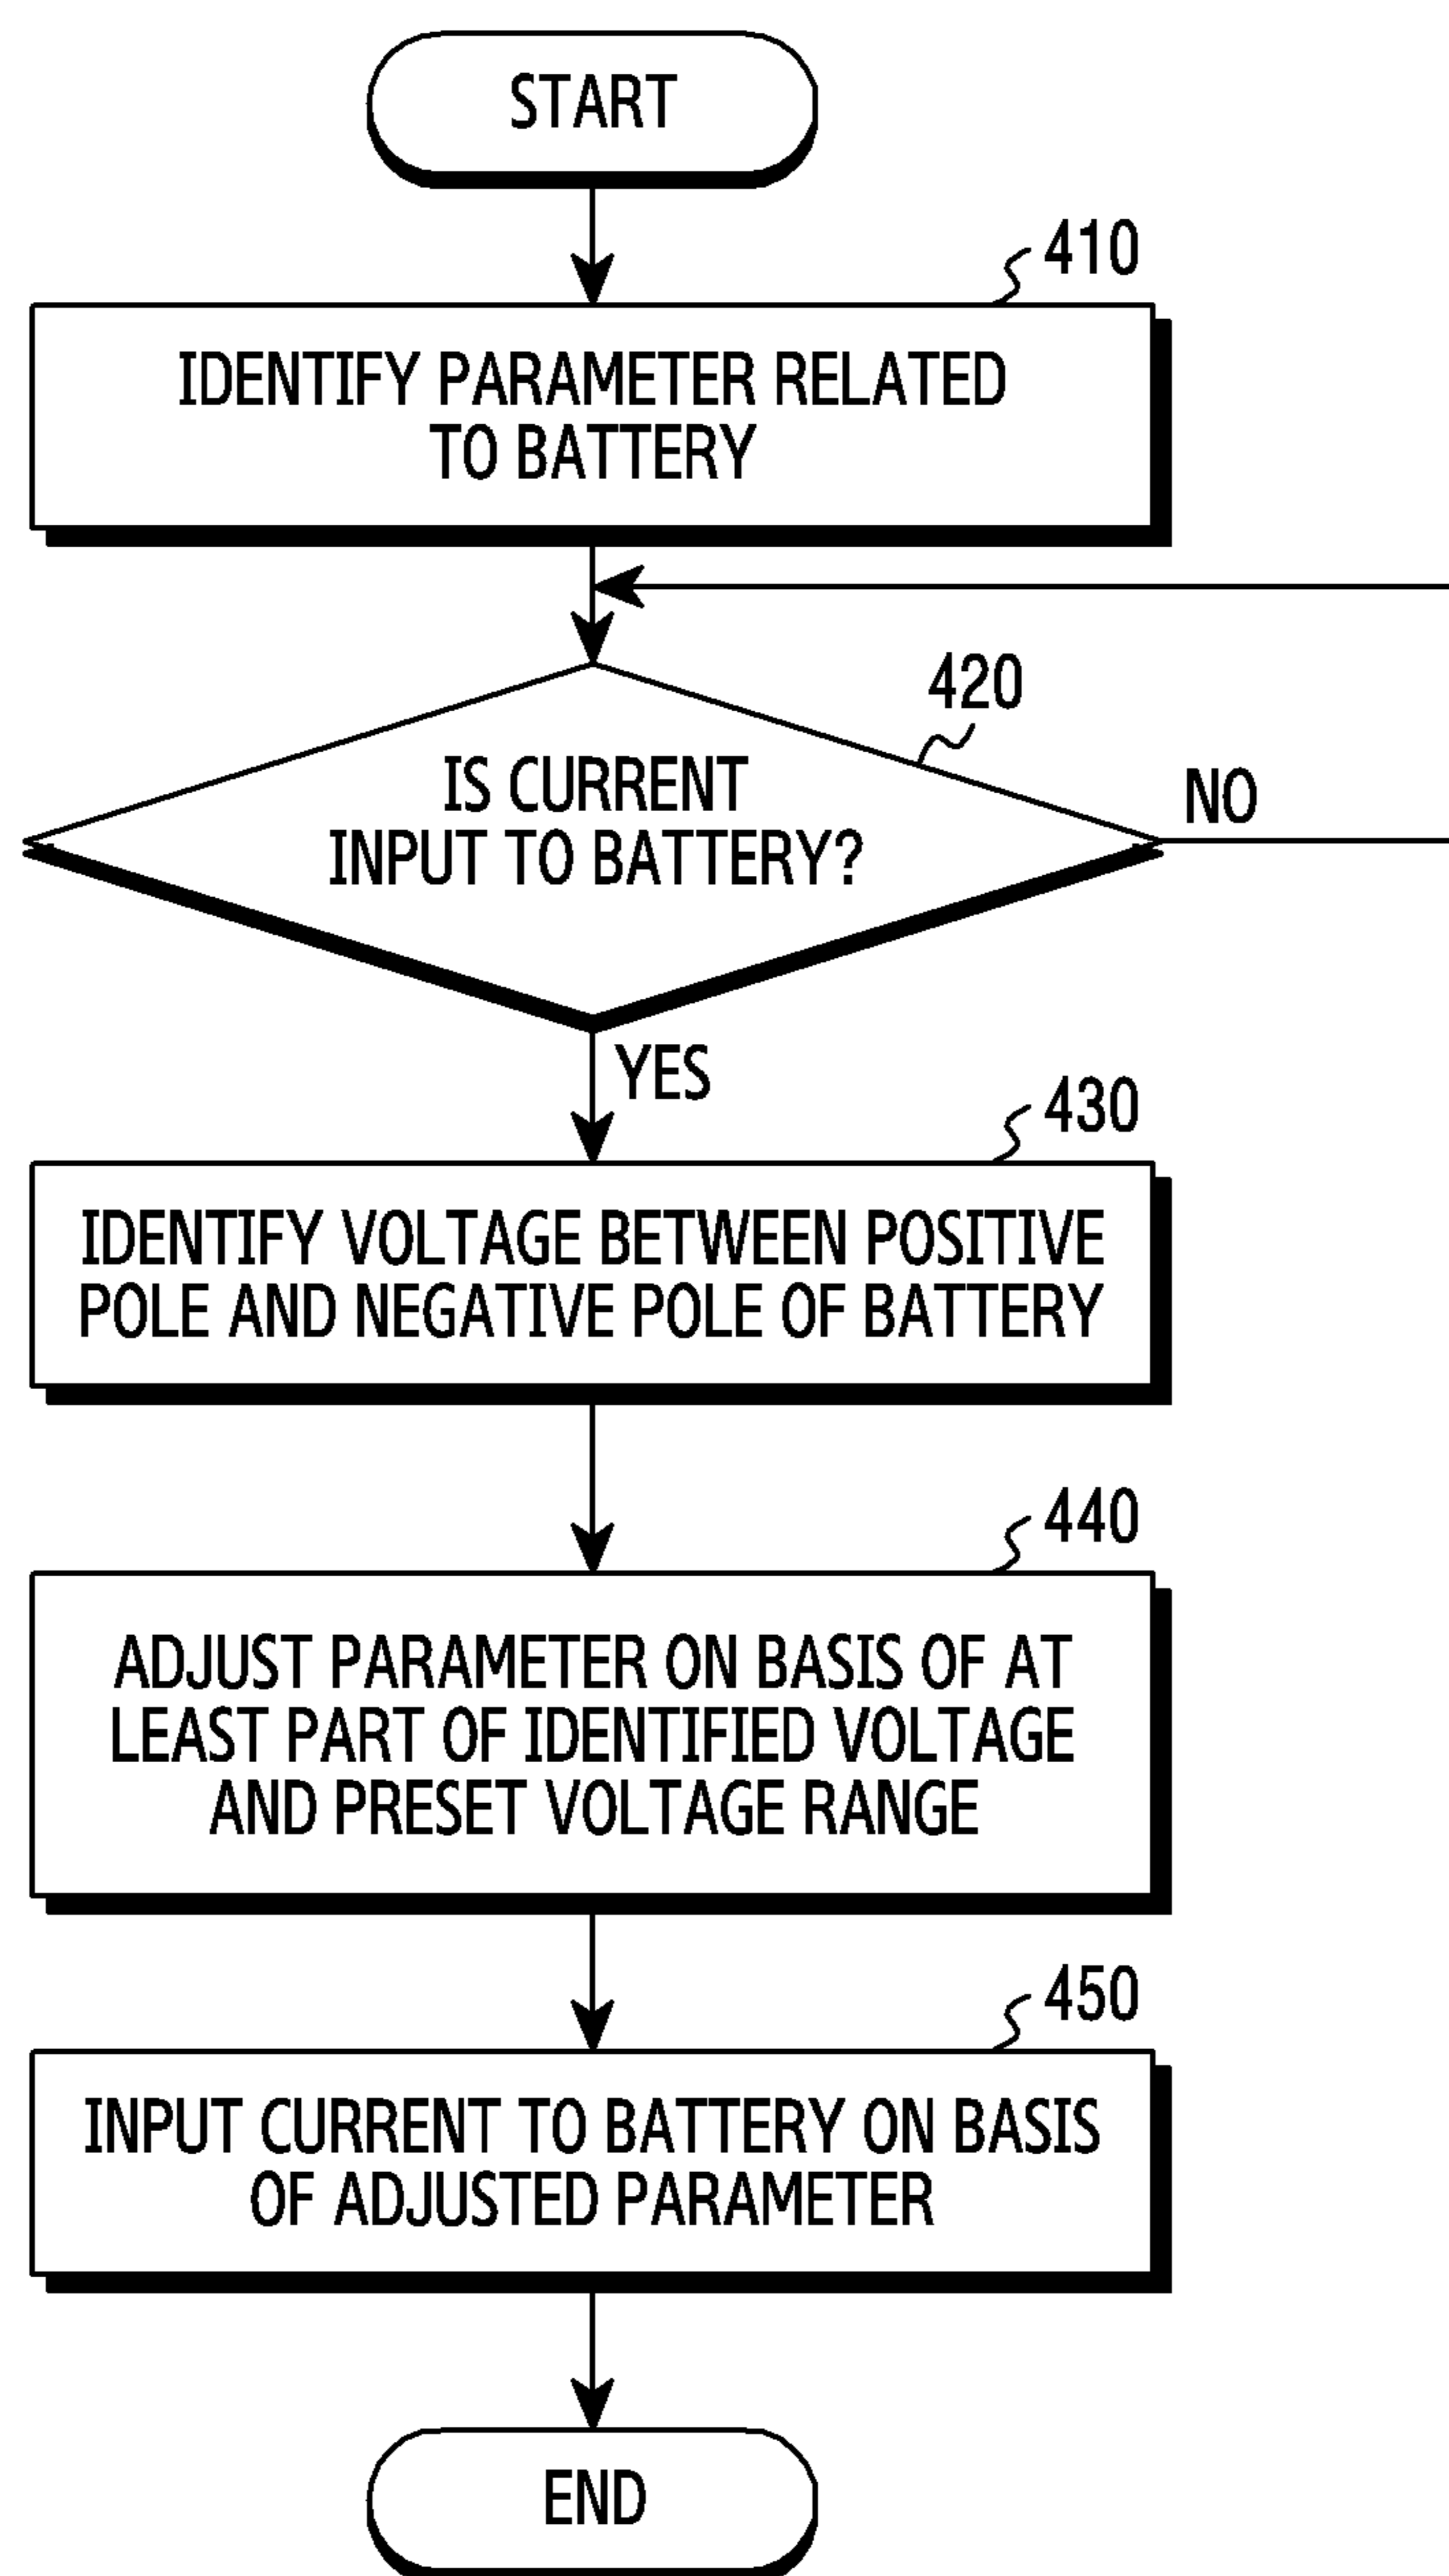 START
410
IDENTIFY PARAMETER RELATED
TO BATTERY
420
IS CURRENT
INPUT TO BATTERY?
NO
YES
430
IDENTIFY VOLTAGE BETWEEN POSITIVE
POLE AND NEGATIVE POLE OF BATTERY
440
ADJUST PARAMETER ON BASIS OF AT
LEAST PART OF IDENTIFIED VOLTAGE
AND PRESET VOLTAGE RANGE
450
INPUT CURRENT TO BATTERY ON BASIS
OF ADJUSTED PARAMETER
END